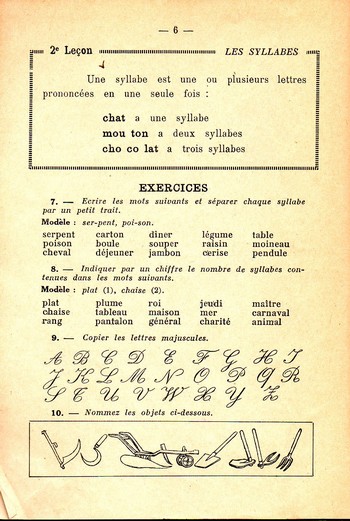 — 6 —
2e Leçon LES SYLLABES
Une syllabe est une ou plusieurs lettres
prononcées en une seule fois :
chat a une syllabe
mou ton a deux syllabes
cho co lat a trois syllabes
EXERCICES
7. — Ecrire les mots suivants et séparer chaque syllabe
par un petit trait.
Modèle : ser-pent, poi-son.
serpent carton dîner légume table
poison boule souper raisin moineau
cheval déjeuner jambon cerise pendule
8. — Indiquer par un chiffre le nombre de syllabes con-
tenues dans les mots suivants.
Modèle : plat (1), chaise (2).
plat plume roi jeudi maître
chaise tableau maison mer carnaval
rang pantalon général charité animal
9. — Copier les lettres majuscules.
A B C D E F G H I
J K L M N O P Q R
S T U V W X Y Z
10. — Nommez les objets ci-dessous.